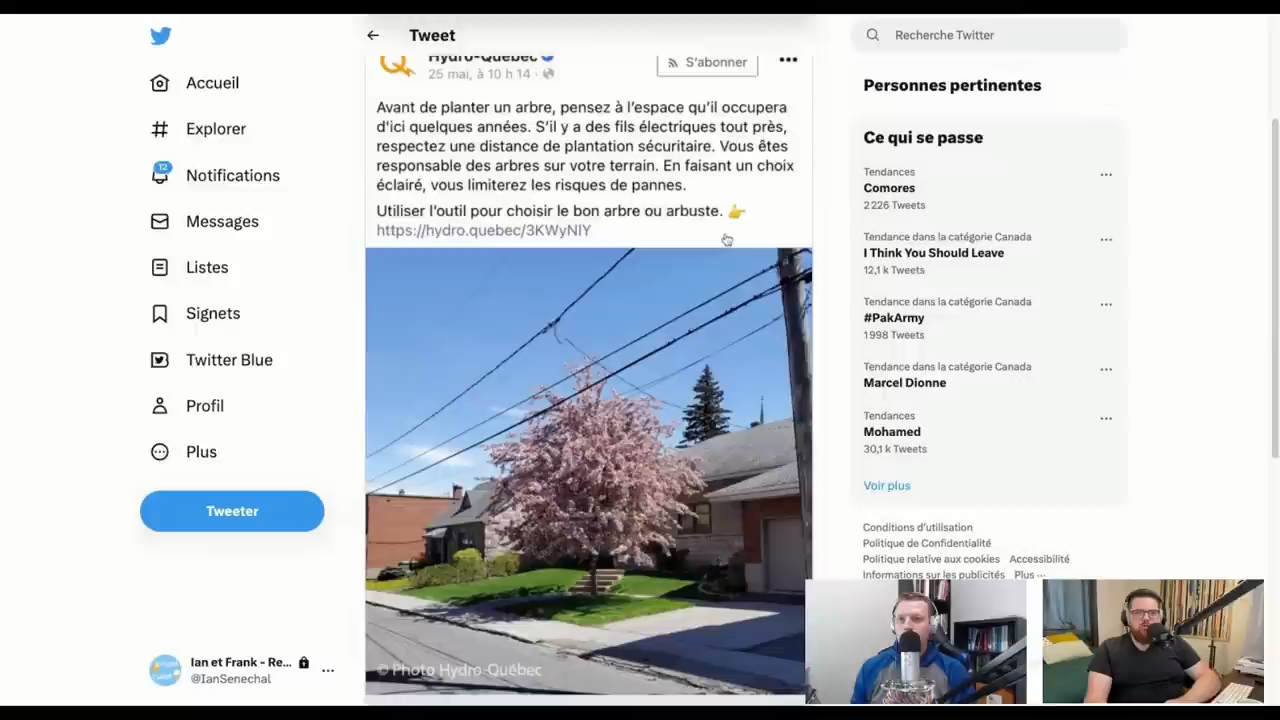 Tweet
Recherche Twitter
Accueil
Explorer
12
Notifications
Messages
Listes
Signets
Twitter Blue
Profil
Plus
Tweeter
Ian et Frank - Re...
@IanSenechal
Hydro-Québec
25 mai, à 10 h 14 ·
S'abonner
Avant de planter un arbre, pensez à l'espace qu'il occupera
d'ici quelques années. S'il y a des fils électriques tout près,
respectez une distance de plantation sécuritaire. Vous êtes
responsable des arbres sur votre terrain. En faisant un choix
éclairé, vous limiterez les risques de pannes.
Utiliser l'outil pour choisir le bon arbre ou arbuste. 👉
https://hydro.quebec/3KWyNIY
© Photo Hydro-Québec
Personnes pertinentes
Ce qui se passe
Tendances
Comores
2 226 Tweets
Tendance dans la catégorie Canada
I Think You Should Leave
12,1 k Tweets
Tendance dans la catégorie Canada
#PakArmy
1 998 Tweets
Tendance dans la catégorie Canada
Marcel Dionne
Tendances
Mohamed
30,1 k Tweets
Voir plus
Conditions d'utilisation
Politique de Confidentialité
Politique relative aux cookies Accessibilité
Informations sur les publicités Plus ···